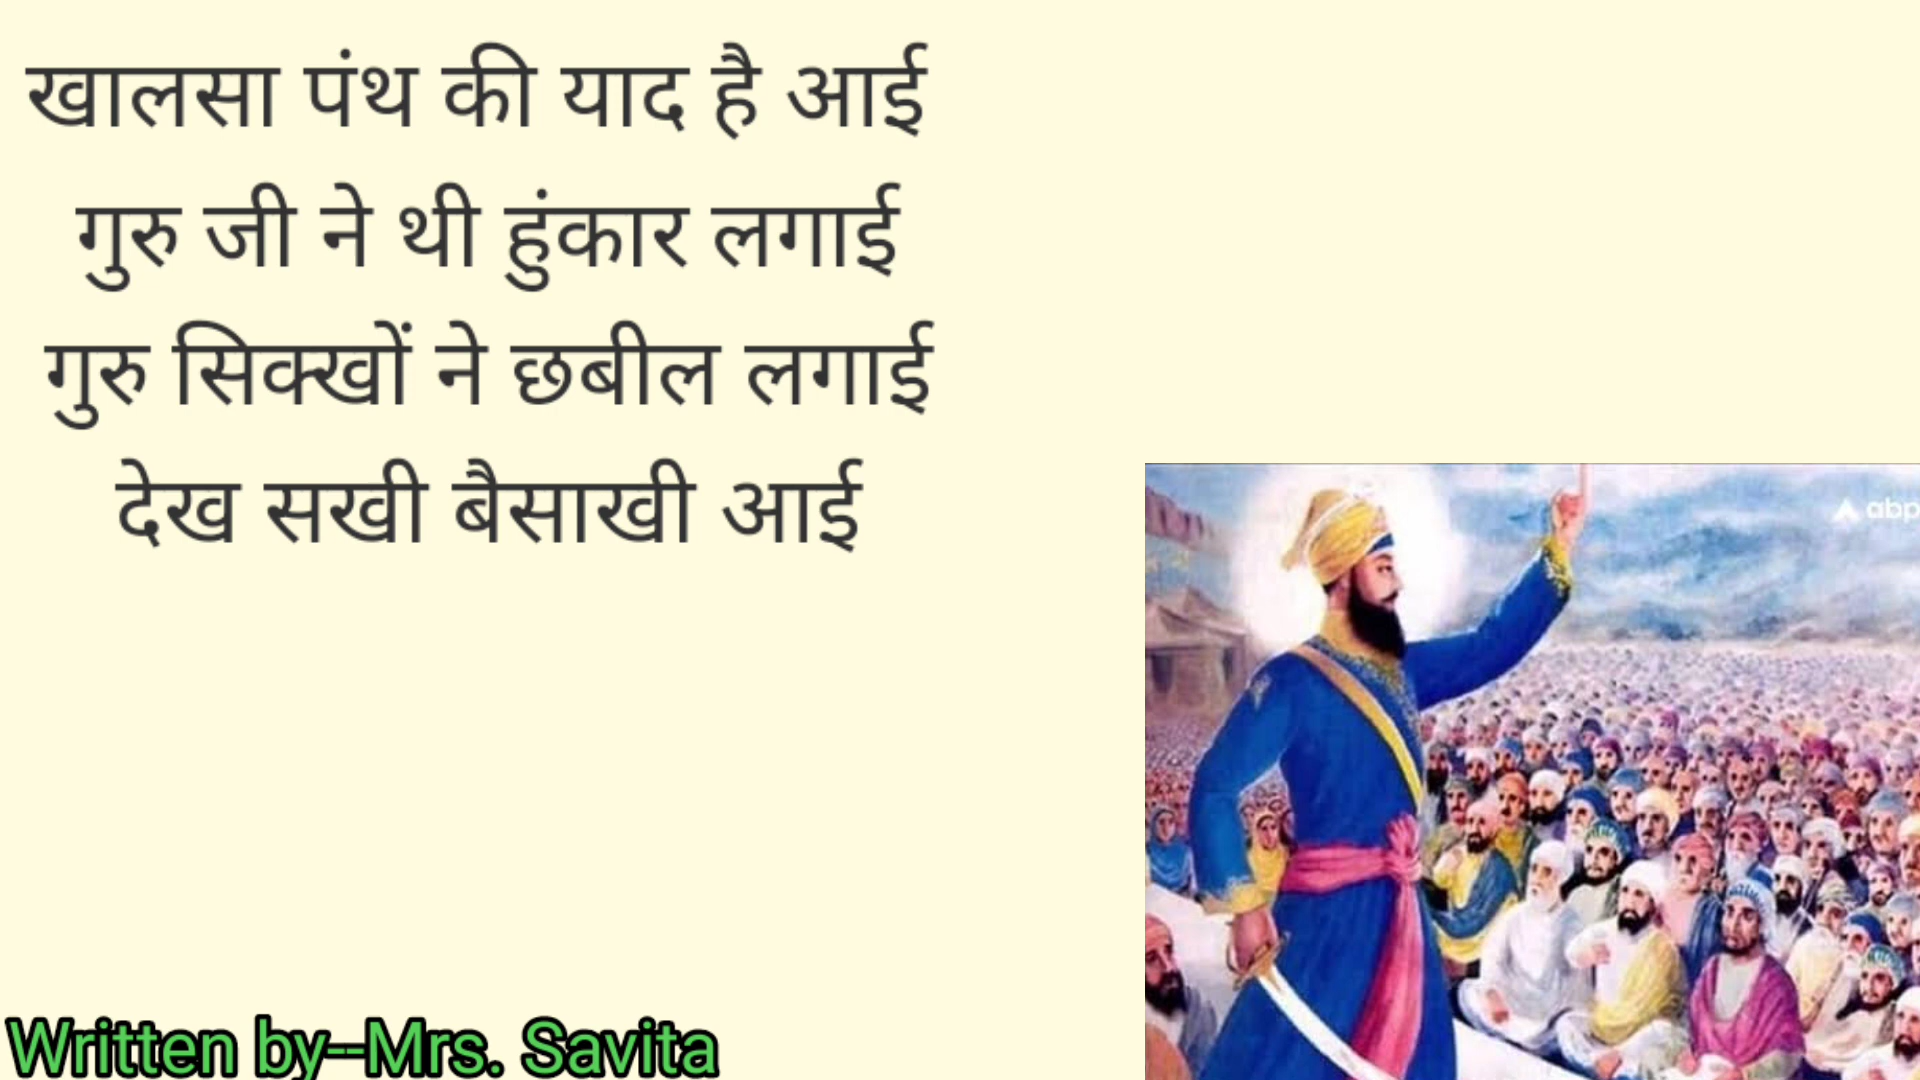 खालसा पंथ की याद है आई
गुरु जी ने थी हुंकार लगाई
गुरु सिक्खों ने छबील लगाई
देख सखी बैसाखी आई
abp
Written by--Mrs. Savita